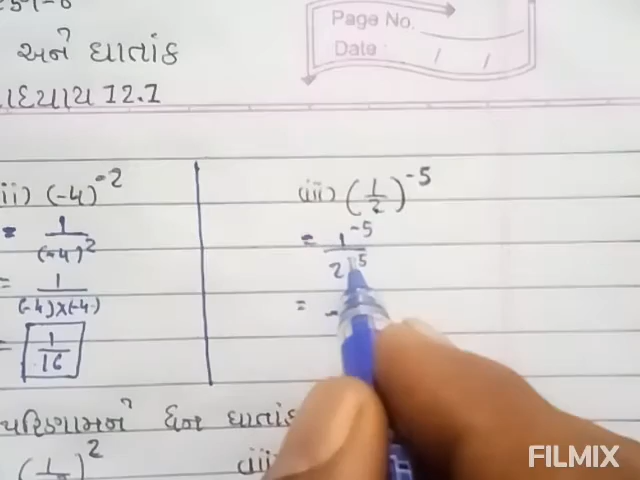 Page No.
Date / /
અને ઘાતાંક
12.1
ii) (-4)⁻²
= 1/(-4)²
= 1/(-4)×(-4)
= 1/16
(iii) (1/2)⁻⁵
= 1⁻⁵/2⁻⁵
=
પરિણામને ઘન
FILMIX